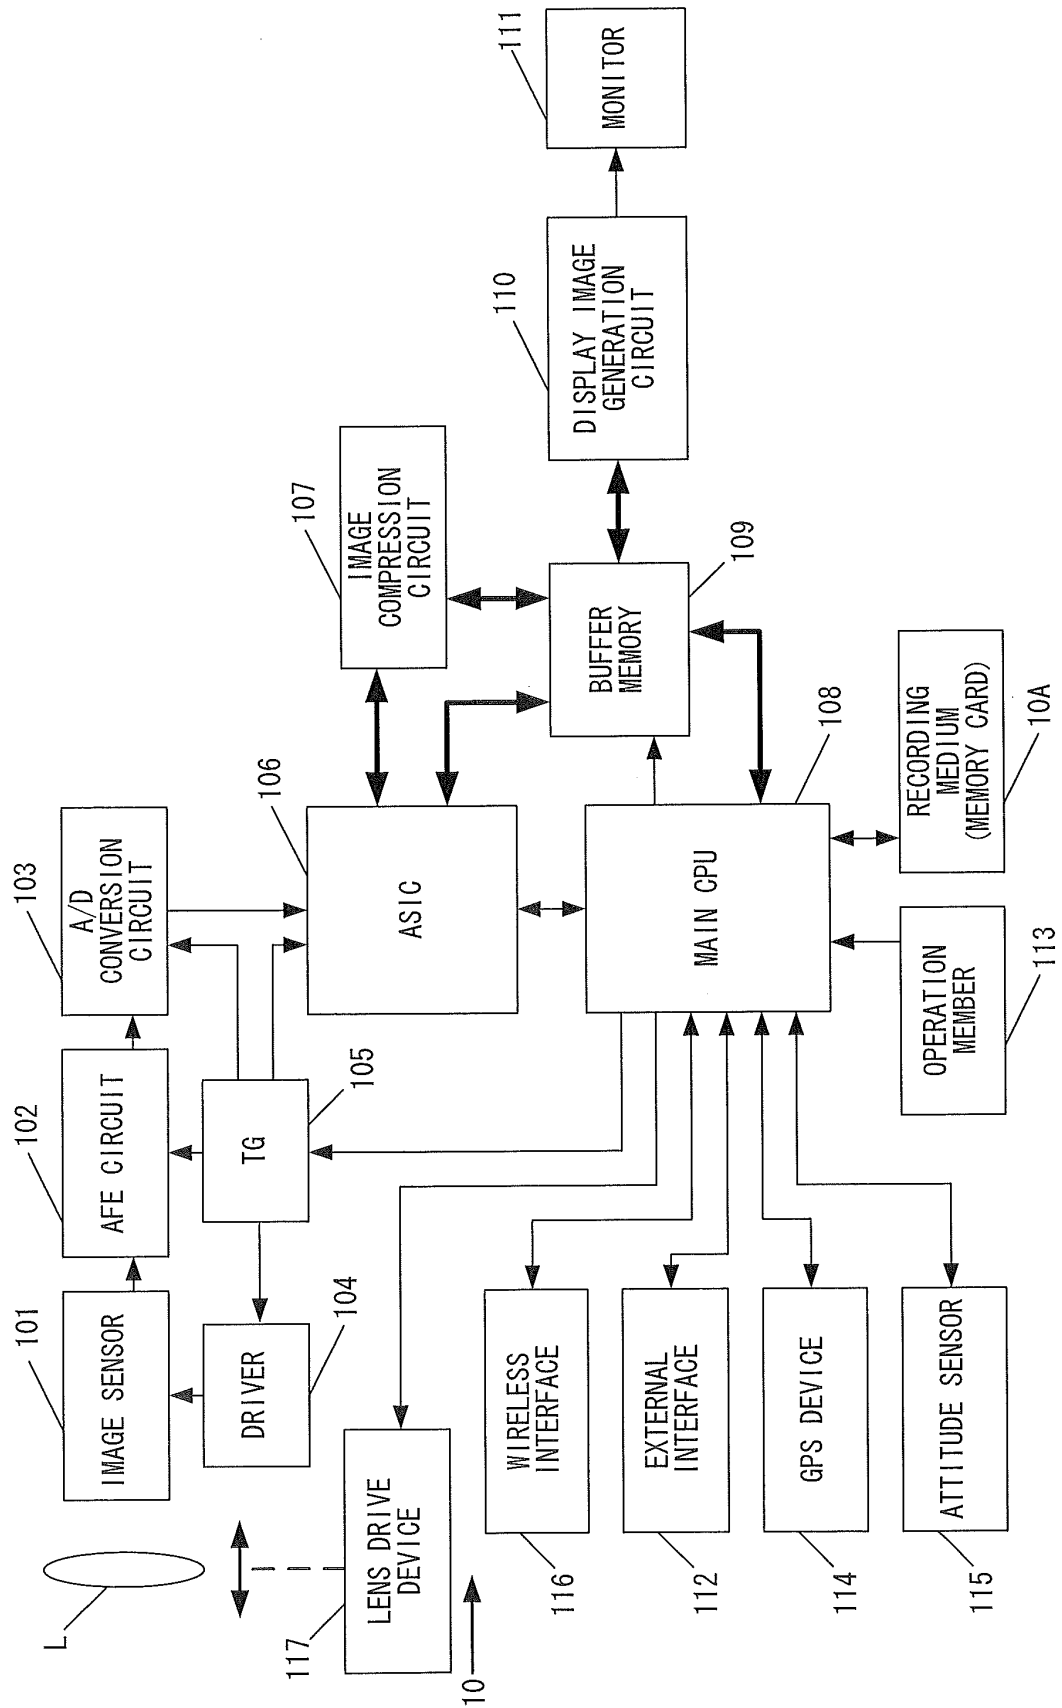 L
101
IMAGE SENSOR
102
AFE CIRCUIT
103
A/D
CONVERSION
CIRCUIT
104
DRIVER
105
TG
106
ASIC
107
IMAGE
COMPRESSION
CIRCUIT
117
LENS DRIVE
DEVICE
10
116
WIRELESS
INTERFACE
112
EXTERNAL
INTERFACE
114
GPS DEVICE
115
ATTITUDE SENSOR
108
MAIN CPU
109
BUFFER
MEMORY
110
DISPLAY IMAGE
GENERATION
CIRCUIT
111
MONITOR
113
OPERATION
MEMBER
10A
RECORDING
MEDIUM
(MEMORY CARD)